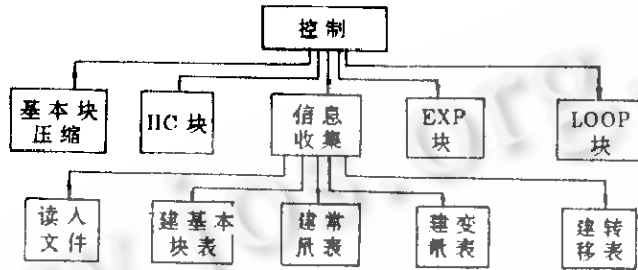 控制
基本块
压缩
IIC 块
信息
收集
EXP
块
LOOP
块
读入
文件
建基本
块表
建常
量表
建变
量表
建转
移表